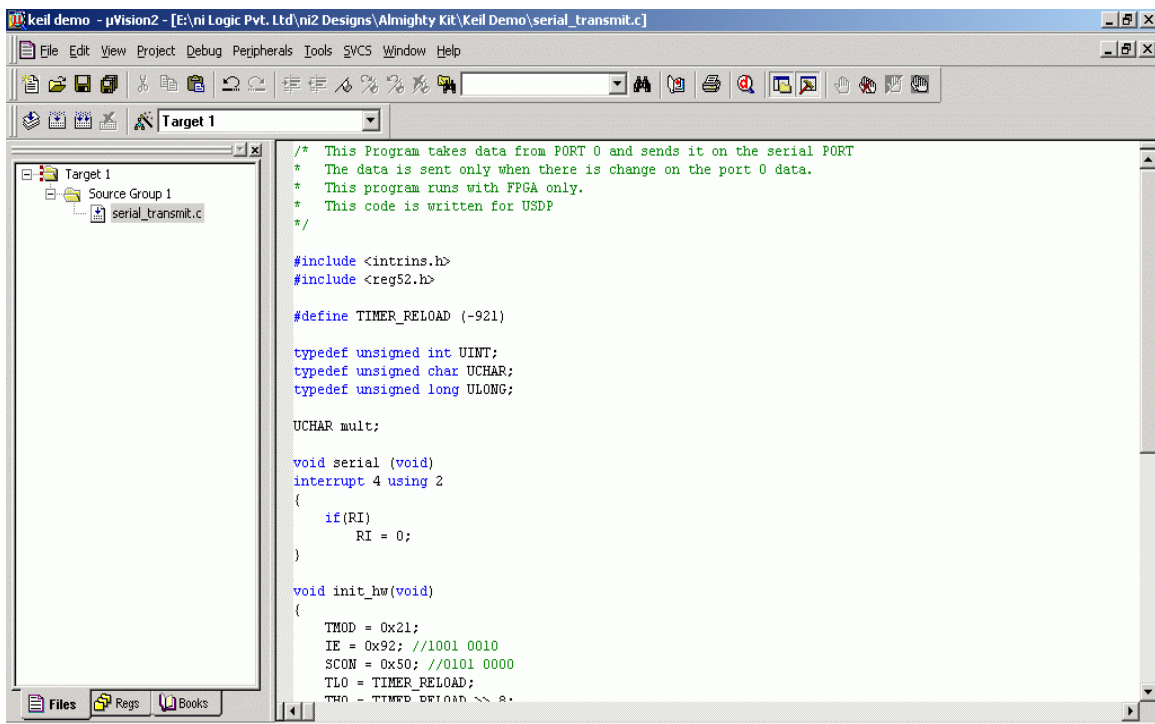 keil demo - µVision2 - [E:\ni Logic Pvt. Ltd\ni2 Designs\Almighty Kit\Keil Demo\serial_transmit.c]
File Edit View Project Debug Peripherals Tools SVCS Window Help
Target 1
Target 1
Source Group 1
serial_transmit.c
/* This Program takes data from PORT 0 and sends it on the serial PORT
* The data is sent only when there is change on the port 0 data.
* This program runs with FPGA only.
* This code is written for USDP
*/
#include <intrins.h>
#include <reg52.h>
#define TIMER_RELOAD (-921)
typedef unsigned int UINT;
typedef unsigned char UCHAR;
typedef unsigned long ULONG;
UCHAR mult;
void serial (void)
interrupt 4 using 2
{
if(RI)
RI = 0;
}
void init_hw(void)
{
TMOD = 0x21;
IE = 0x92; //1001 0010
SCON = 0x50; //0101 0000
TL0 = TIMER_RELOAD;
TH0 = TIMER_RELOAD >> 8;
Files Regs Books